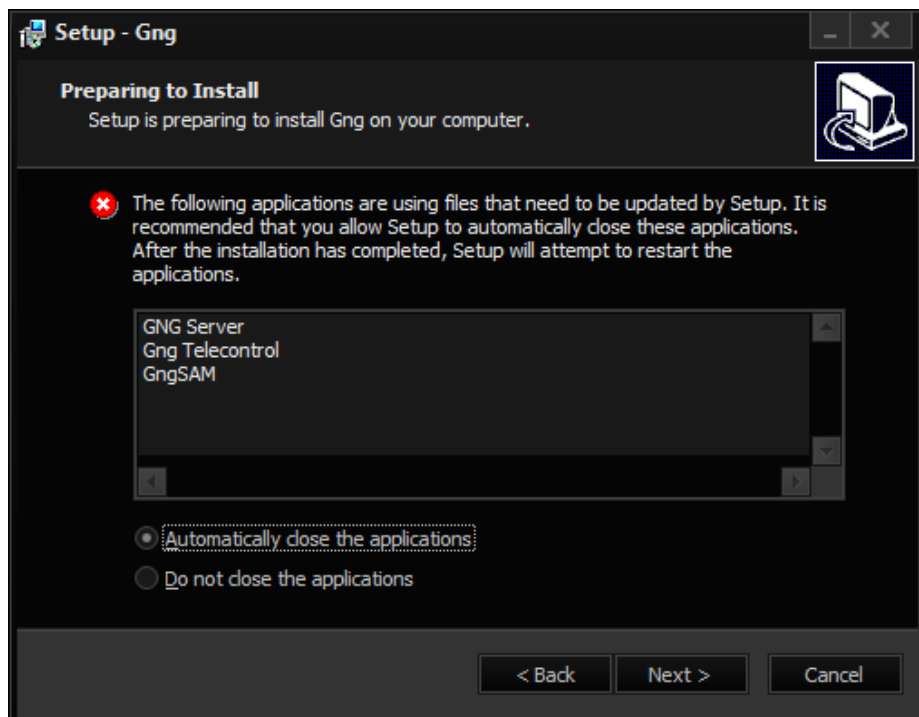 Setup - Gng
Preparing to Install
Setup is preparing to install Gng on your computer.
The following applications are using files that need to be updated by Setup. It is
recommended that you allow Setup to automatically close these applications.
After the installation has completed, Setup will attempt to restart the
applications.
GNG Server
Gng Telecontrol
GngSAM
Automatically close the applications
Do not close the applications
< Back
Next >
Cancel